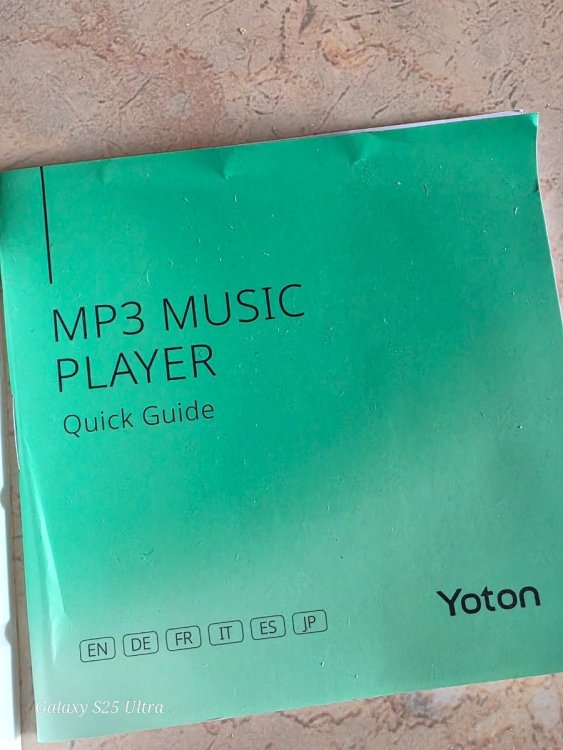 MP3 MUSIC
PLAYER
Quick Guide
EN DE FR IT ES JP
Yoton
Galaxy S25 Ultra